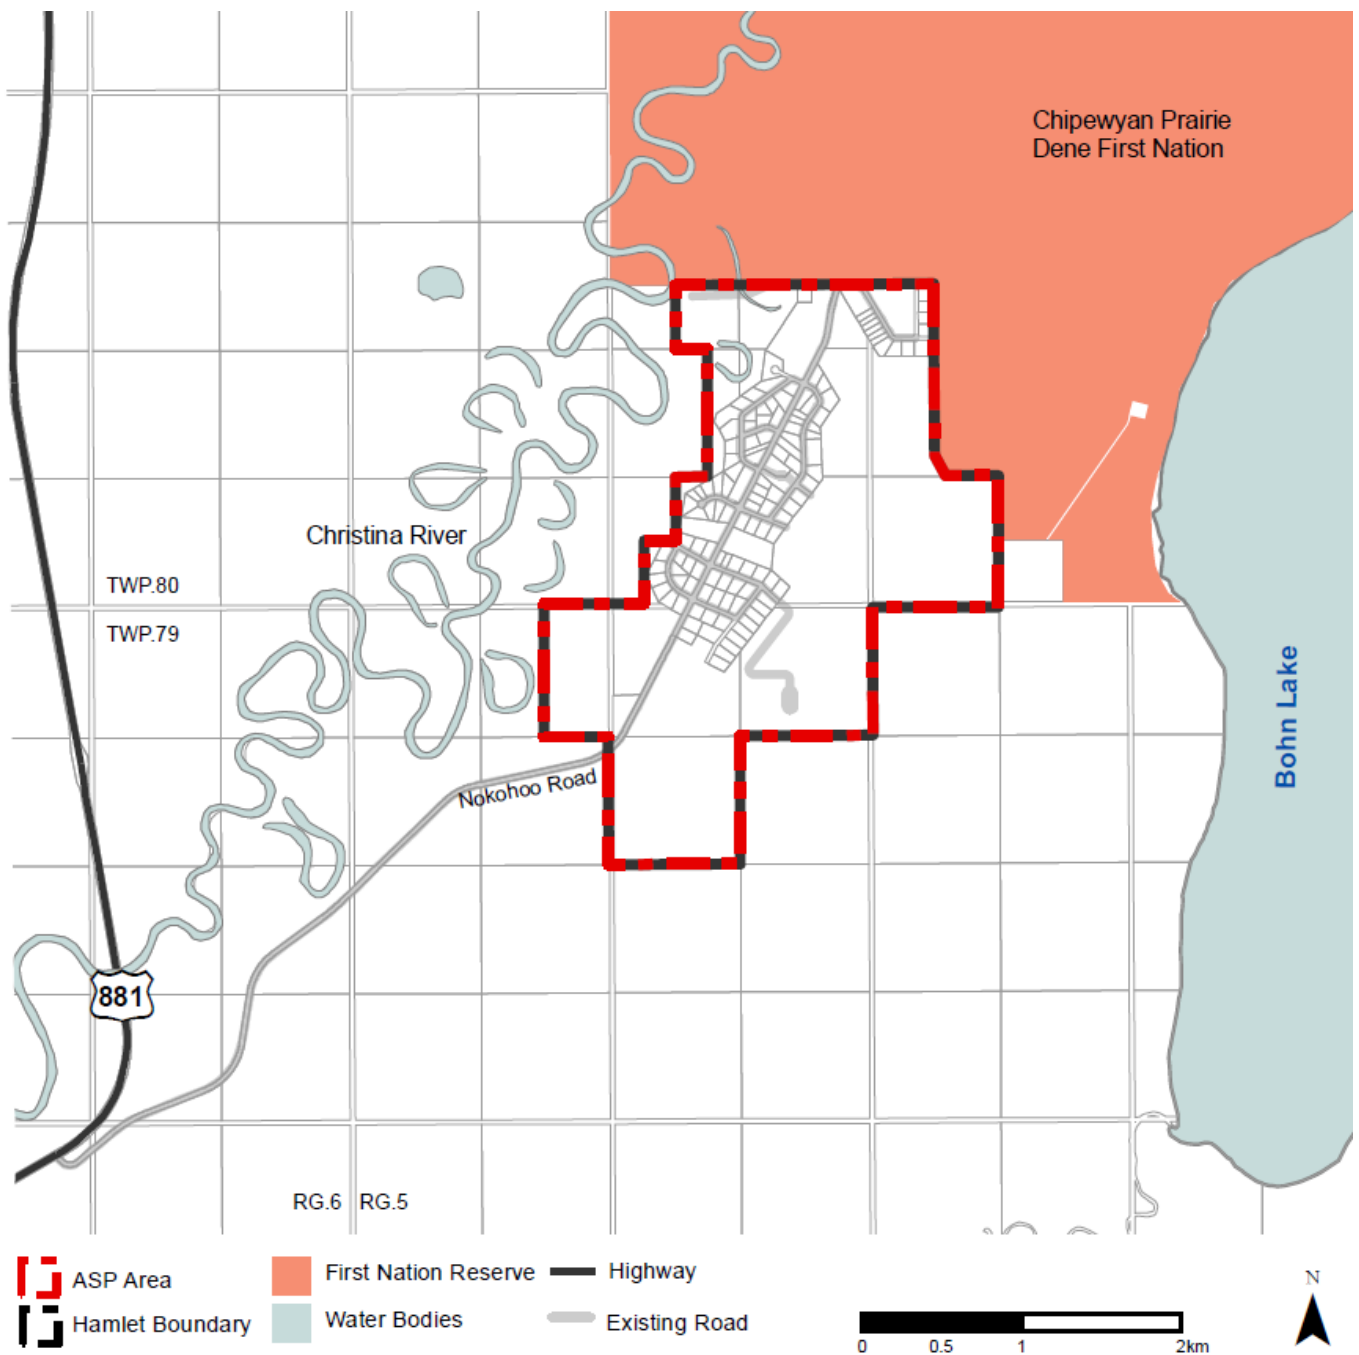 Chipewyan Prairie
Dene First Nation
Christina River
TWP.80
TWP.79
Bohn Lake
Nokohoo Road
881
RG.6 RG.5
ASP Area
First Nation Reserve
Highway
Hamlet Boundary
Water Bodies
Existing Road
N
0 0.5 1 2km